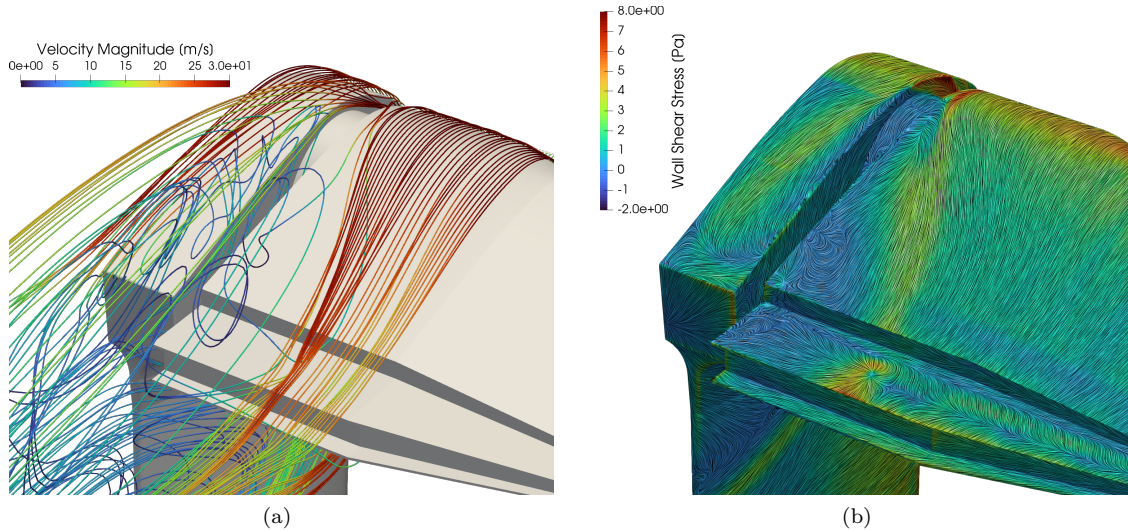 Velocity Magnitude (m/s)
0e+00 5 10 15 20 25 3.0e+01
(a)
8.0e+00
7
6
5
4
3
2
1
0
-1
-2.0e+00
Wall Shear Stress (Pa)
(b)